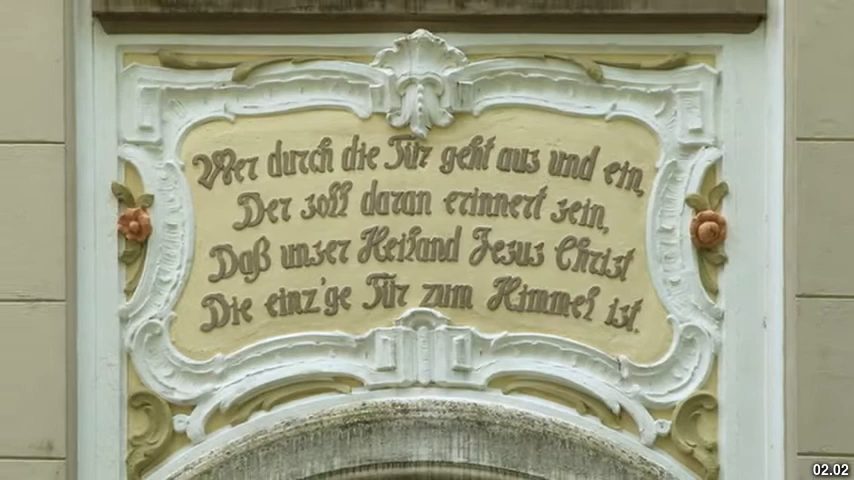 Wer durch die Tür geht aus und ein,
Der soll daran erinnert sein,
Daß unser Heiland Jesus Christ
Die einz'ge Tür zum Himmel ist.
02.02